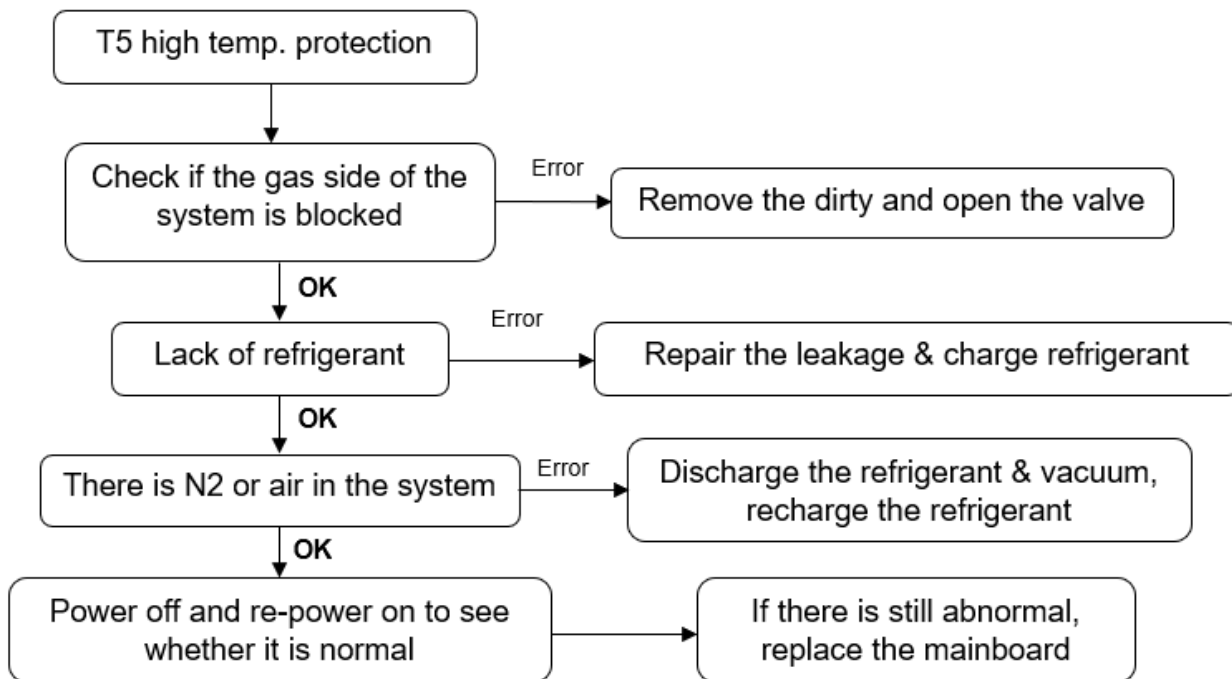 T5 high temp. protection
Check if the gas side of the
system is blocked
Error
Remove the dirty and open the valve
OK
Lack of refrigerant
Error
Repair the leakage & charge refrigerant
OK
There is N2 or air in the system
Error
Discharge the refrigerant & vacuum,
recharge the refrigerant
OK
Power off and re-power on to see
whether it is normal
If there is still abnormal,
replace the mainboard